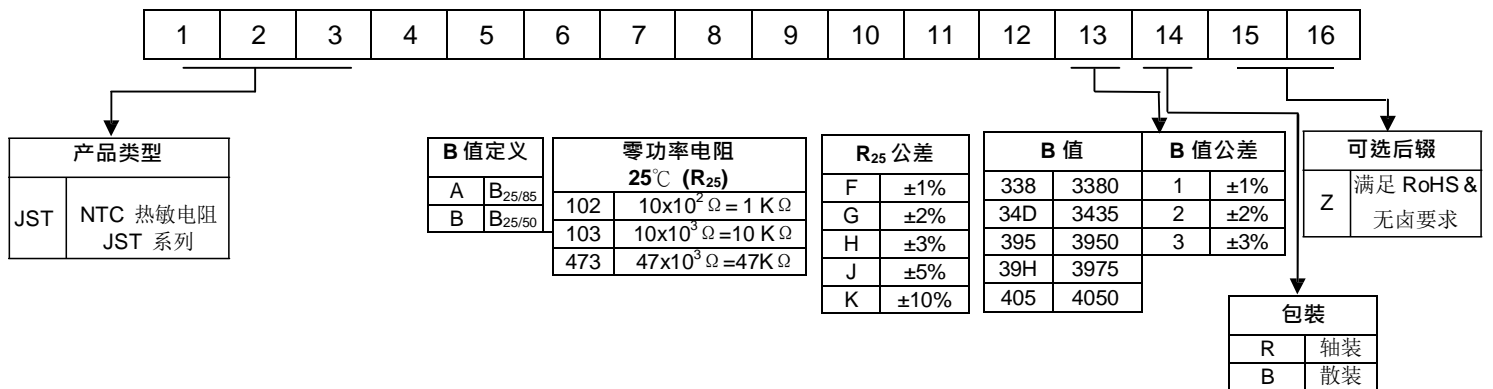 1 2 3 4 5 6 7 8 9 10 11 12 13 14 15 16
产品类型
JST NTC 热敏电阻
JST 系列
B 值定义
A B25/85
B B25/50
零功率电阻
25℃ (R25)
102 10x10² Ω = 1 K Ω
103 10x10³ Ω =10 K Ω
473 47x10³ Ω =47K Ω
R25 公差
F ±1%
G ±2%
H ±3%
J ±5%
K ±10%
B 值
338 3380
34D 3435
395 3950
39H 3975
405 4050
B 值公差
1 ±1%
2 ±2%
3 ±3%
可选后辍
Z 满足 RoHS &
无卤要求
包裝
R 轴装
B 散装